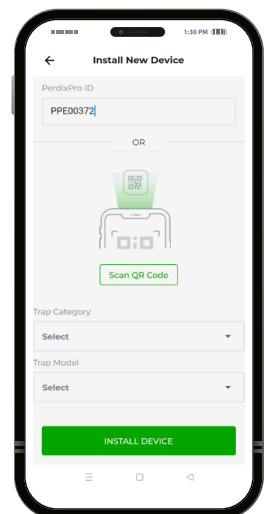 1:30 PM
Install New Device
PerdixPro ID
PPE00372
OR
Scan QR Code
Trap Category
Select
Trap Model
Select
INSTALL DEVICE